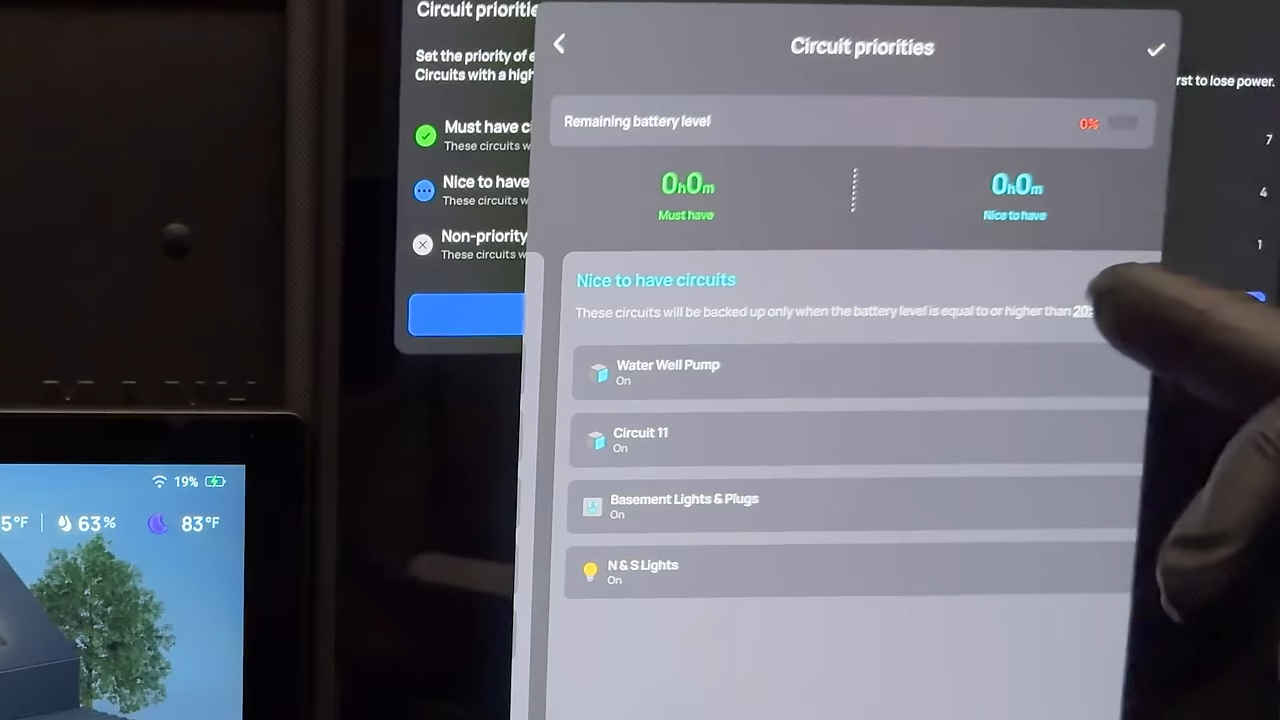 Circuit prioritie
Set the priority of e
Circuits with a high
rst to lose power.
Must have c
These circuits w
7
Nice to have
These circuits w
4
Non-priority
These circuits w
1
Circuit priorities
Remaining battery level
0%
0h0m
Must have
0h0m
Nice to have
Nice to have circuits
These circuits will be backed up only when the battery level is equal to or higher than 20
Water Well Pump
On
Circuit 11
On
Basement Lights & Plugs
On
N & S Lights
On
19%
5°F
63%
83°F